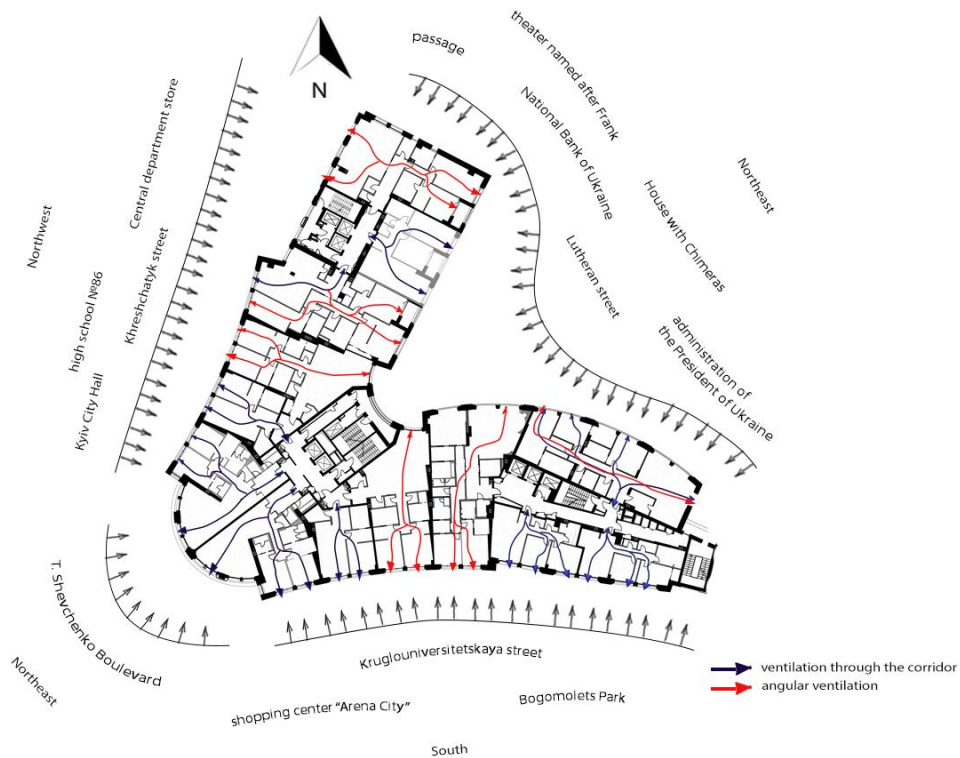 N
passage
theater named after Frank
National Bank of Ukraine
Northeast
House with Chimeras
Lutheran street
administration of
the President of Ukraine
Northwest
Central department store
Khreshchatyk street
high school №86
Kyiv City Hall
T. Shevchenko Boulevard
Northeast
Kruglouniversitetskaya street
shopping center "Arena City"
Bogomolets Park
South
ventilation through the corridor
angular ventilation